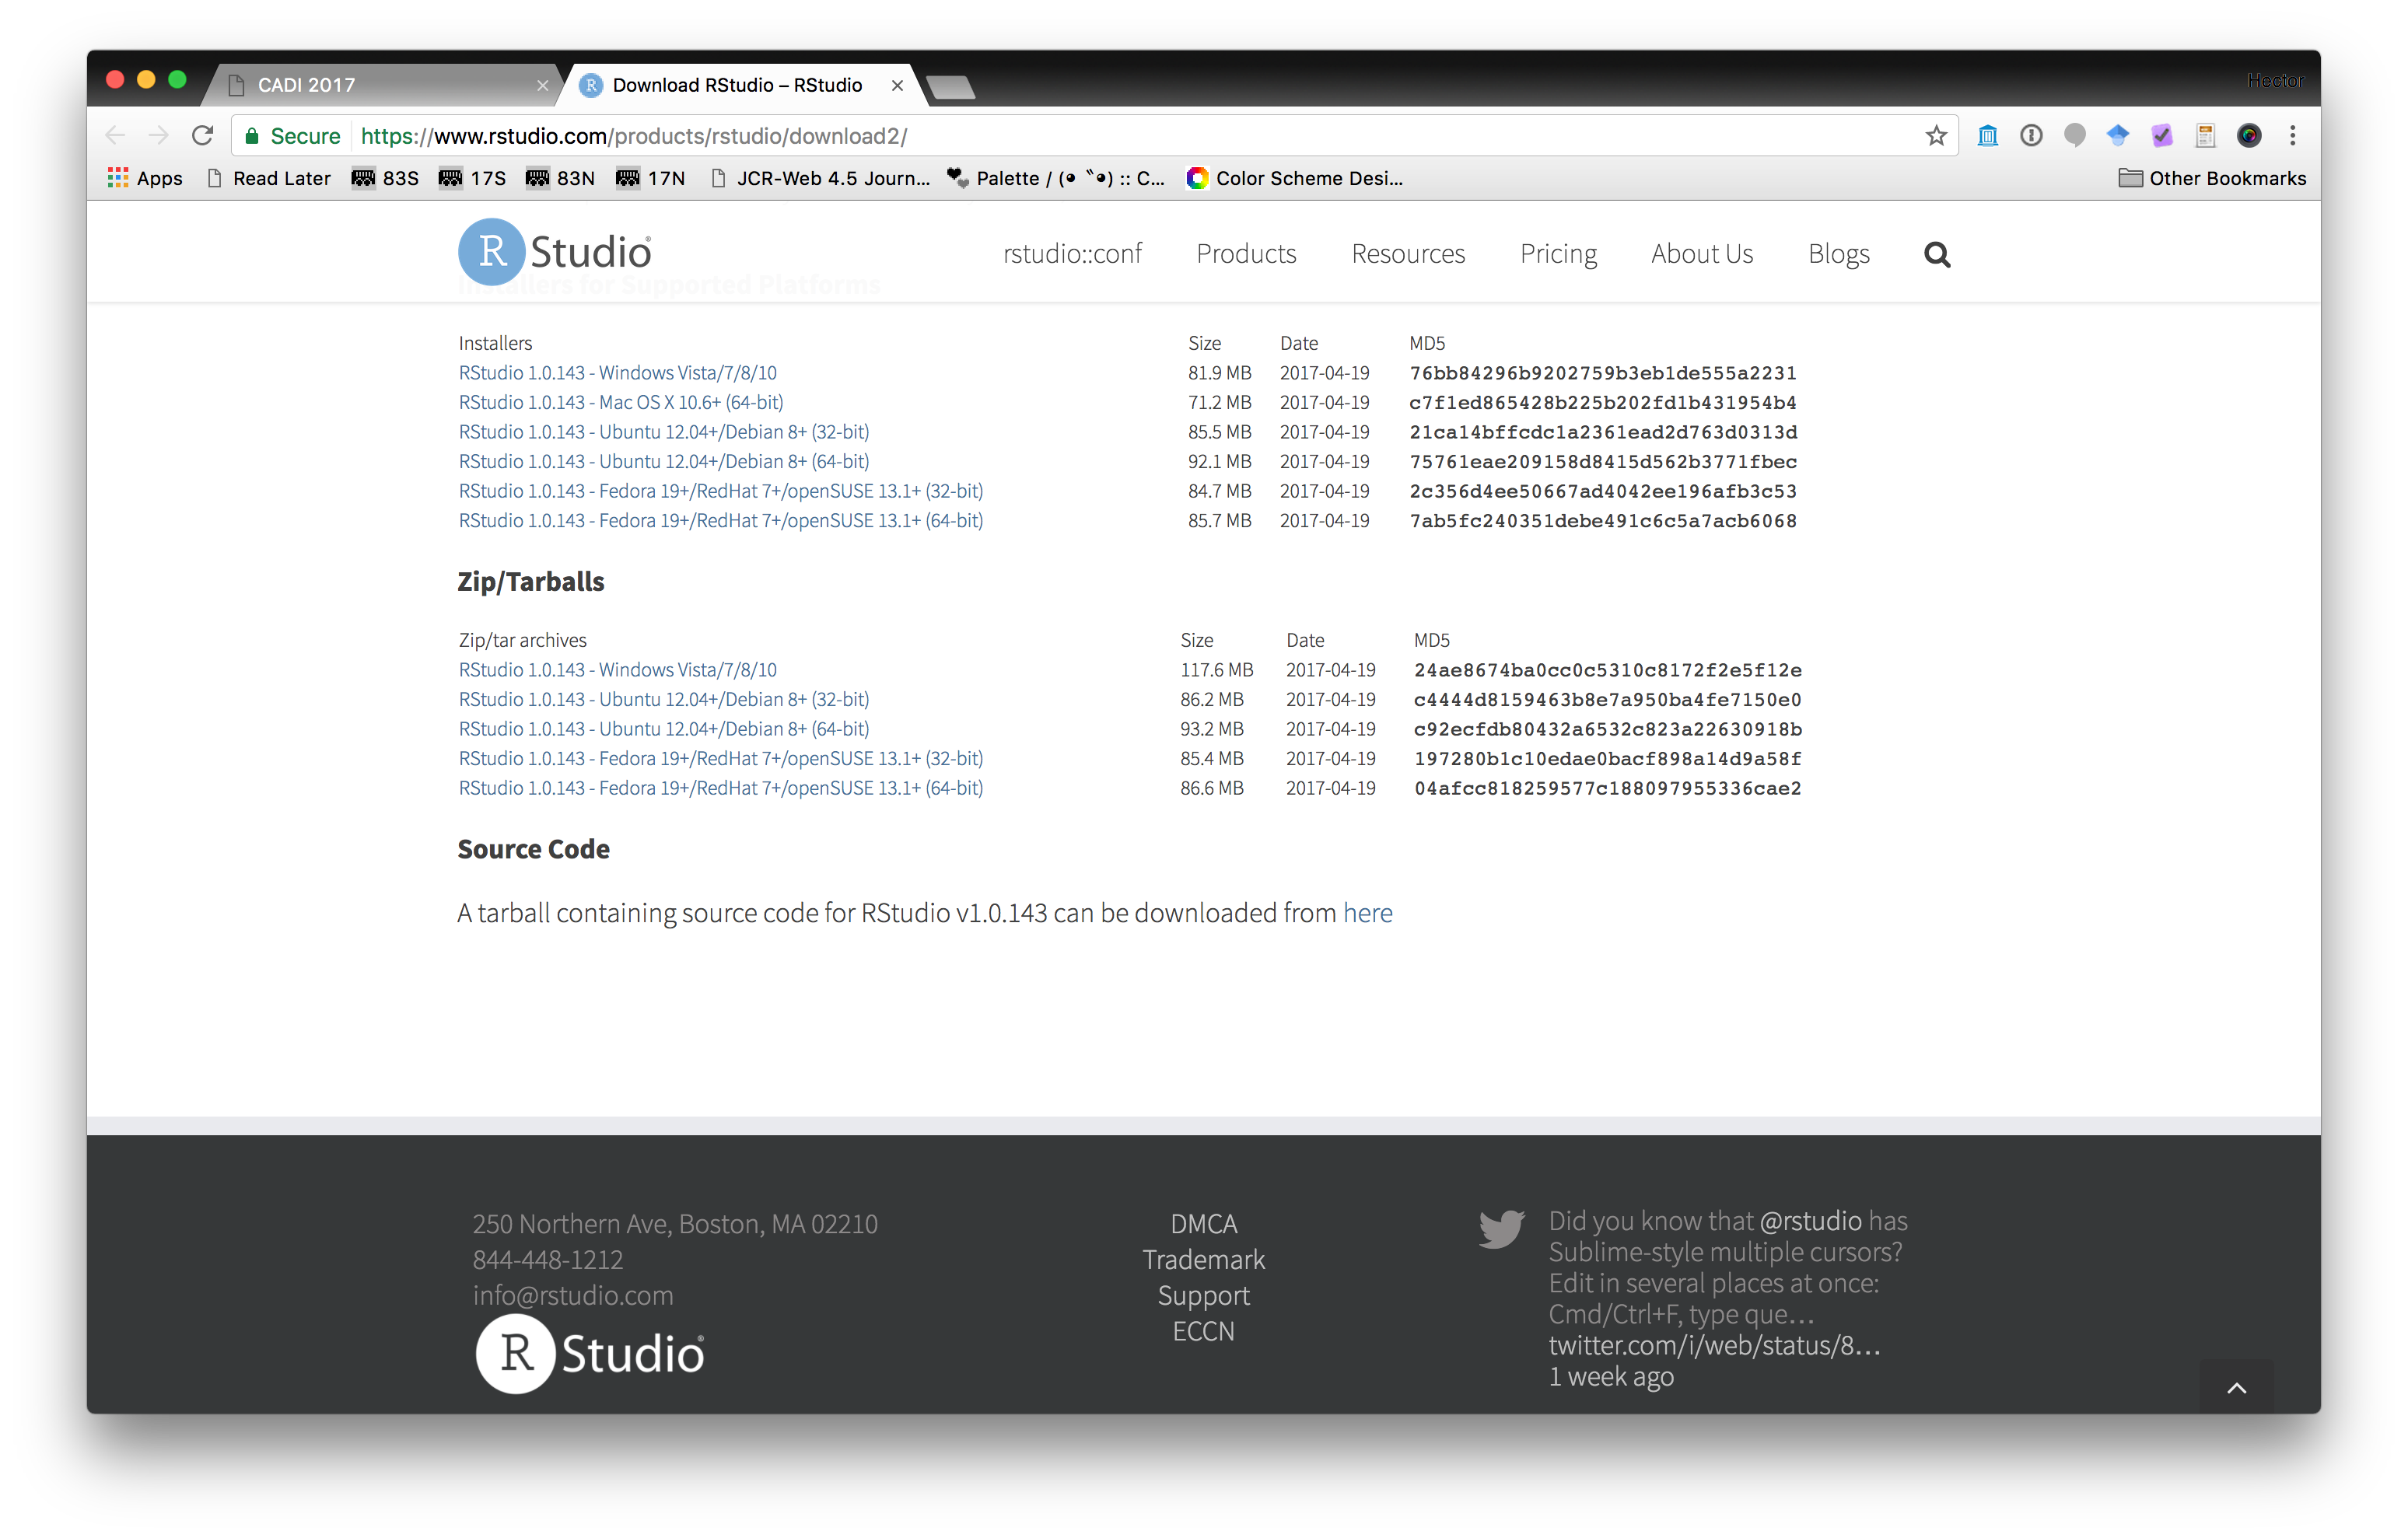 CADI 2017
Download RStudio – RStudio
Hector
Secure
https://www.rstudio.com/products/rstudio/download2/
Apps Read Later 83S 17S 83N 17N JCR-Web 4.5 Journ... Palette / (• ՝•) :: C... Color Scheme Desi... Other Bookmarks
R Studio®
rstudio::conf Products Resources Pricing About Us Blogs
Installers for Supported Platforms
Installers Size Date MD5
RStudio 1.0.143 - Windows Vista/7/8/10 81.9 MB 2017-04-19 76bb84296b9202759b3eb1de555a2231
RStudio 1.0.143 - Mac OS X 10.6+ (64-bit) 71.2 MB 2017-04-19 c7f1ed865428b225b202fd1b431954b4
RStudio 1.0.143 - Ubuntu 12.04+/Debian 8+ (32-bit) 85.5 MB 2017-04-19 21ca14bffcdc1a2361ead2d763d0313d
RStudio 1.0.143 - Ubuntu 12.04+/Debian 8+ (64-bit) 92.1 MB 2017-04-19 75761eae209158d8415d562b3771fbec
RStudio 1.0.143 - Fedora 19+/RedHat 7+/openSUSE 13.1+ (32-bit) 84.7 MB 2017-04-19 2c356d4ee50667ad4042ee196afb3c53
RStudio 1.0.143 - Fedora 19+/RedHat 7+/openSUSE 13.1+ (64-bit) 85.7 MB 2017-04-19 7ab5fc240351debe491c6c5a7acb6068
Zip/Tarballs
Zip/tar archives Size Date MD5
RStudio 1.0.143 - Windows Vista/7/8/10 117.6 MB 2017-04-19 24ae8674ba0cc0c5310c8172f2e5f12e
RStudio 1.0.143 - Ubuntu 12.04+/Debian 8+ (32-bit) 86.2 MB 2017-04-19 c4444d8159463b8e7a950ba4fe7150e0
RStudio 1.0.143 - Ubuntu 12.04+/Debian 8+ (64-bit) 93.2 MB 2017-04-19 c92ecfdb80432a6532c823a22630918b
RStudio 1.0.143 - Fedora 19+/RedHat 7+/openSUSE 13.1+ (32-bit) 85.4 MB 2017-04-19 197280b1c10edae0bacf898a14d9a58f
RStudio 1.0.143 - Fedora 19+/RedHat 7+/openSUSE 13.1+ (64-bit) 86.6 MB 2017-04-19 04afcc818259577c188097955336cae2
Source Code
A tarball containing source code for RStudio v1.0.143 can be downloaded from here
250 Northern Ave, Boston, MA 02210
844-448-1212
info@rstudio.com
R Studio®
DMCA
Trademark
Support
ECCN
Did you know that @rstudio has
Sublime-style multiple cursors?
Edit in several places at once:
Cmd/Ctrl+F, type que…
twitter.com/i/web/status/8…
1 week ago